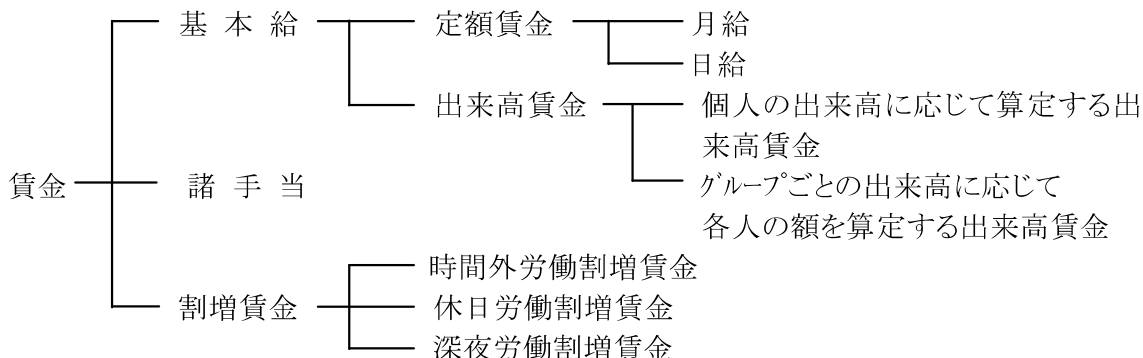 基本給 定額賃金 月給
日給
出来高賃金 個人の出来高に応じて算定する出
来高賃金
賃金 諸手当 グループごとの出来高に応じて
各人の額を算定する出来高賃金
時間外労働割増賃金
割増賃金 休日労働割増賃金
深夜労働割増賃金